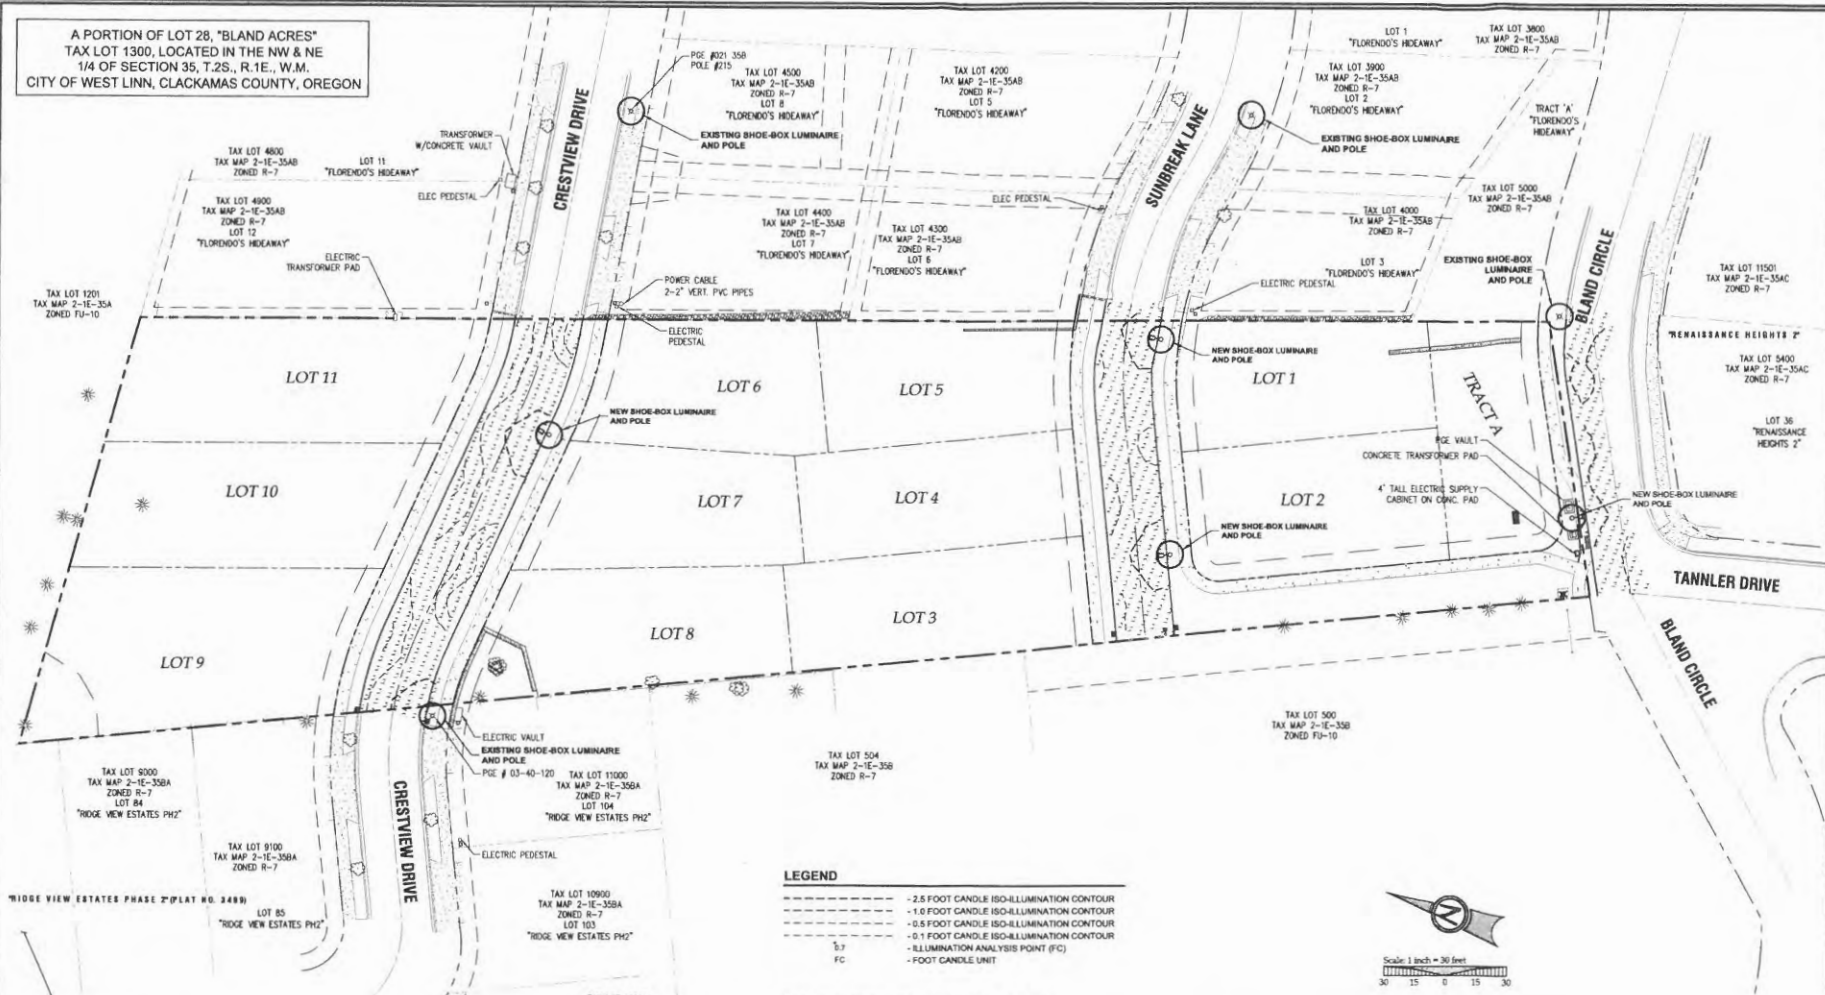 A PORTION OF LOT 28, "BLAND ACRES"
TAX LOT 1300, LOCATED IN THE NW & NE
1/4 OF SECTION 35, T.2S., R.1E., W.M.
CITY OF WEST LINN, CLACKAMAS COUNTY, OREGON
PGE #021 35B
POLE #215
TAX LOT 4500
TAX MAP 2-1E-35AB
ZONED R-7
LOT 8
"FLORENDO'S HIDEAWAY"
EXISTING SHOE-BOX LUMINAIRE
AND POLE
TAX LOT 4200
TAX MAP 2-1E-35AB
ZONED R-7
LOT 5
"FLORENDO'S HIDEAWAY"
LOT 1
"FLORENDO'S HIDEAWAY"
TAX LOT 3800
TAX MAP 2-1E-35AB
ZONED R-7
TAX LOT 3900
TAX MAP 2-1E-35AB
ZONED R-7
LOT 2
"FLORENDO'S HIDEAWAY"
EXISTING SHOE-BOX LUMINAIRE
AND POLE
TRACT 'A'
"FLORENDO'S
HIDEAWAY"
CRESTVIEW DRIVE
SUNBREAK LANE
TRANSFORMER
W/CONCRETE VAULT
TAX LOT 4800
TAX MAP 2-1E-35AB
ZONED R-7
LOT 11
"FLORENDO'S HIDEAWAY"
ELEC PEDESTAL
TAX LOT 4900
TAX MAP 2-1E-35AB
ZONED R-7
LOT 12
"FLORENDO'S HIDEAWAY"
ELECTRIC
TRANSFORMER PAD
TAX LOT 4400
TAX MAP 2-1E-35AB
ZONED R-7
LOT 7
"FLORENDO'S HIDEAWAY"
TAX LOT 4300
TAX MAP 2-1E-35AB
ZONED R-7
LOT 6
"FLORENDO'S HIDEAWAY"
ELEC PEDESTAL
TAX LOT 5000
TAX MAP 2-1E-35AB
ZONED R-7
TAX LOT 4000
TAX MAP 2-1E-35AB
ZONED R-7
LOT 3
"FLORENDO'S HIDEAWAY"
EXISTING SHOE-BOX
LUMINAIRE
AND POLE
BLAND CIRCLE
TAX LOT 11501
TAX MAP 2-1E-35AC
ZONED R-7
TAX LOT 1201
TAX MAP 2-1E-35A
ZONED FU-10
POWER CABLE
2-2" VERT. PVC PIPES
ELECTRIC
PEDESTAL
ELECTRIC PEDESTAL
"RENAISSANCE HEIGHTS 2"
TAX LOT 5400
TAX MAP 2-1E-35AC
ZONED R-7
LOT 36
"RENAISSANCE
HEIGHTS 2"
LOT 11
LOT 6
LOT 5
LOT 1
TRACT A
NEW SHOE-BOX LUMINAIRE
AND POLE
NEW SHOE-BOX LUMINAIRE
AND POLE
PGE VAULT
CONCRETE TRANSFORMER PAD
4' TALL ELECTRIC SUPPLY
CABINET ON CONC. PAD
NEW SHOE-BOX LUMINAIRE
AND POLE
LOT 10
LOT 7
LOT 4
LOT 2
NEW SHOE-BOX LUMINAIRE
AND POLE
TANNLER DRIVE
BLAND CIRCLE
LOT 9
LOT 8
LOT 3
ELECTRIC VAULT
EXISTING SHOE-BOX LUMINAIRE
AND POLE
PGE # 03-40-120
TAX LOT 11000
TAX MAP 2-1E-35BA
ZONED R-7
LOT 104
"RIDGE VIEW ESTATES PH2"
TAX LOT 504
TAX MAP 2-1E-35B
ZONED R-7
TAX LOT 500
TAX MAP 2-1E-35B
ZONED FU-10
TAX LOT 9000
TAX MAP 2-1E-35BA
ZONED R-7
LOT 84
"RIDGE VIEW ESTATES PH2"
CRESTVIEW DRIVE
TAX LOT 9100
TAX MAP 2-1E-35BA
ZONED R-7
LOT 85
"RIDGE VIEW ESTATES PH2"
"RIDGE VIEW ESTATES PHASE 2"(PLAT NO. 3499)
ELECTRIC PEDESTAL
TAX LOT 10900
TAX MAP 2-1E-35BA
ZONED R-7
LOT 103
"RIDGE VIEW ESTATES PH2"
LEGEND
- 2.5 FOOT CANDLE ISO-ILLUMINATION CONTOUR
- 1.0 FOOT CANDLE ISO-ILLUMINATION CONTOUR
- 0.5 FOOT CANDLE ISO-ILLUMINATION CONTOUR
- 0.1 FOOT CANDLE ISO-ILLUMINATION CONTOUR
0.7 - ILLUMINATION ANALYSIS POINT (FC)
FC - FOOT CANDLE UNIT
N
Scale: 1 inch = 30 feet
30 15 0 15 30